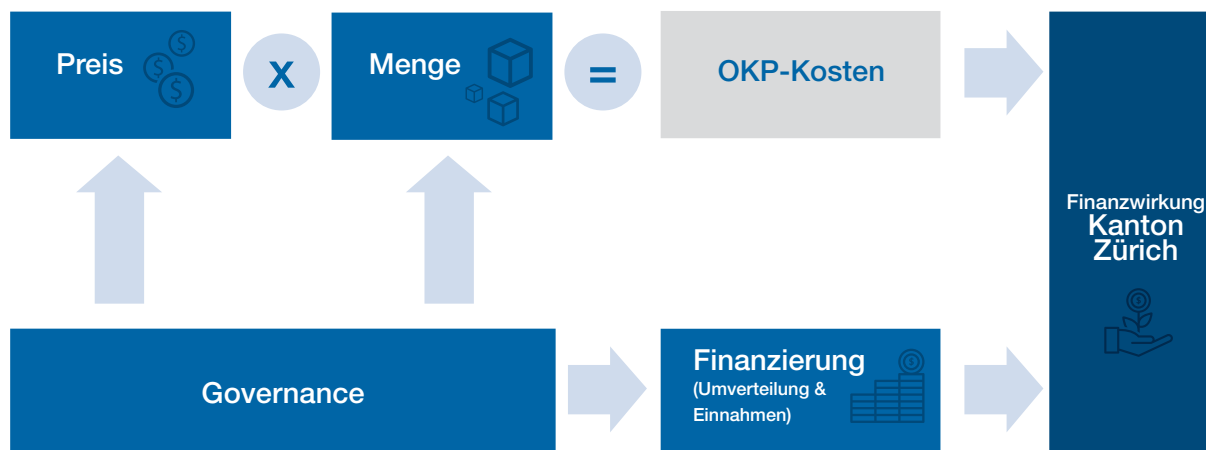 Preis
x
Menge
=
OKP-Kosten
Finanzwirkung
Kanton
Zürich
Governance
Finanzierung
(Umverteilung &
Einnahmen)